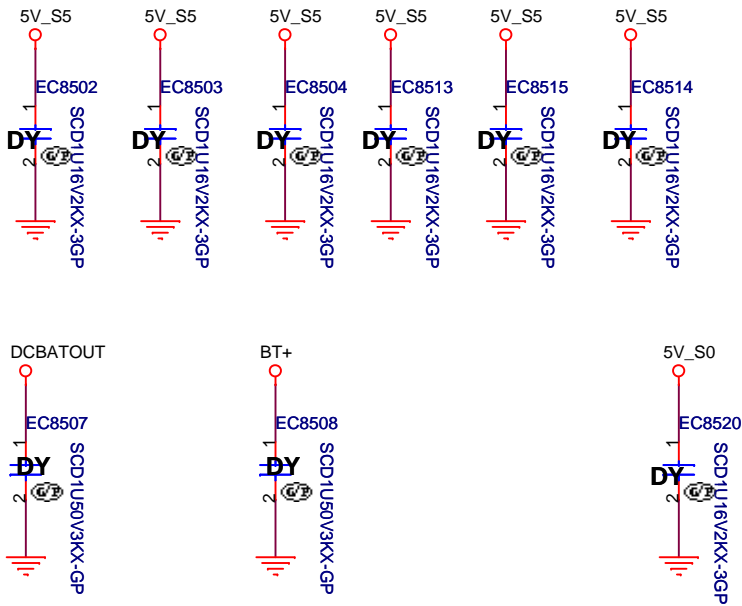 5V_S5 5V_S5 5V_S5 5V_S5 5V_S5 5V_S5
EC8502 EC8503 EC8504 EC8513 EC8515 EC8514
1 1 1 1 1 1
DY DY DY DY DY DY
G/P G/P G/P G/P G/P G/P
2 2 2 2 2 2
SCD1U16V2KX-3GP SCD1U16V2KX-3GP SCD1U16V2KX-3GP SCD1U16V2KX-3GP SCD1U16V2KX-3GP SCD1U16V2KX-3GP
DCBATOUT BT+ 5V_S0
EC8507 EC8508 EC8520
1 1 1
DY DY DY
G/P G/P G/P
2 2 2
SCD1U50V3KX-GP SCD1U50V3KX-GP SCD1U16V2KX-3GP